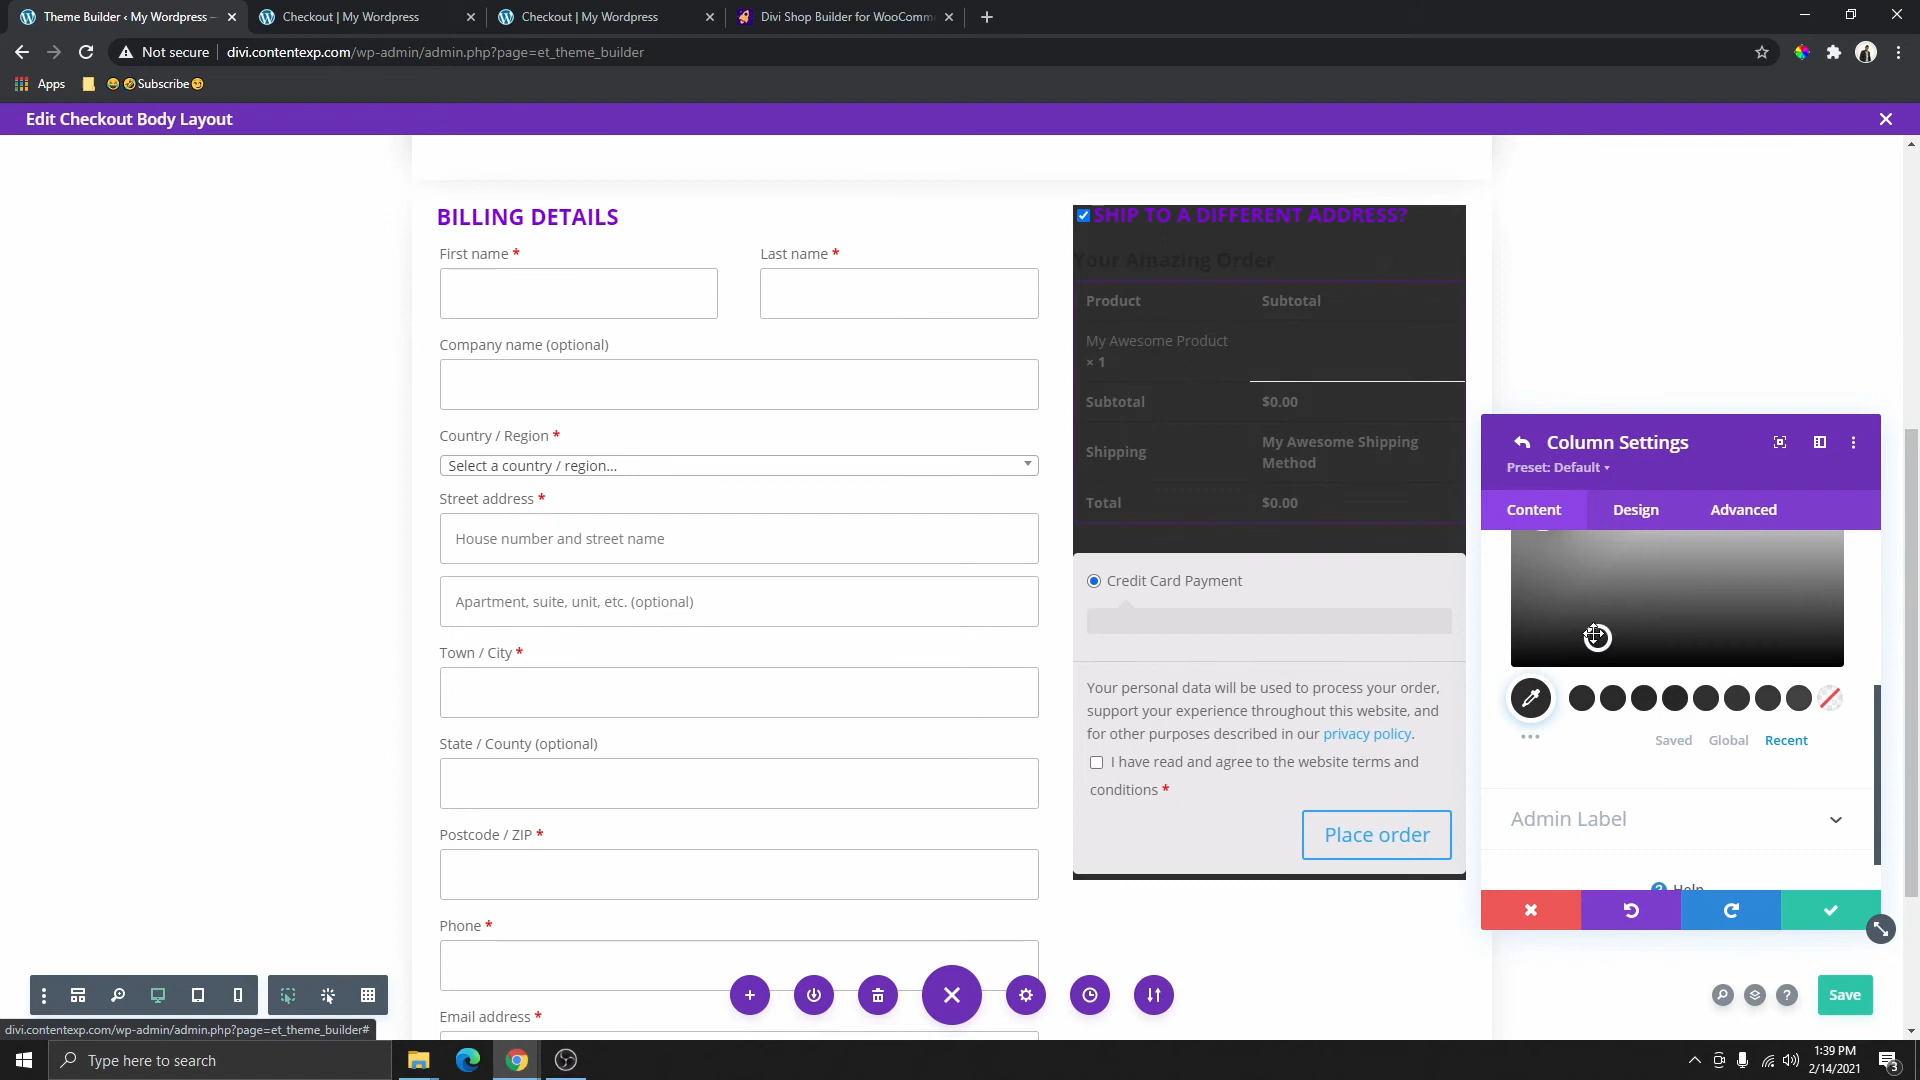 Theme Builder ‹ My Wordpress —
Checkout | My Wordpress
Checkout | My Wordpress
Divi Shop Builder for WooComm
Not secure
divi.contentexp.com/wp-admin/admin.php?page=et_theme_builder
Apps
😂🤣Subscribe😏
Edit Checkout Body Layout
BILLING DETAILS
SHIP TO A DIFFERENT ADDRESS?
First name *
Last name *
Your Amazing Order
Product
Subtotal
Company name (optional)
My Awesome Product
× 1
Subtotal
$0.00
Country / Region *
Select a country / region...
Shipping
My Awesome Shipping
Method
Street address *
Total
$0.00
House number and street name
Credit Card Payment
Apartment, suite, unit, etc. (optional)
Town / City *
Your personal data will be used to process your order,
support your experience throughout this website, and
for other purposes described in our privacy policy.
State / County (optional)
I have read and agree to the website terms and
conditions *
Postcode / ZIP *
Place order
Phone *
Email address *
Column Settings
Preset: Default
Content
Design
Advanced
Saved
Global
Recent
Admin Label
Help
?
Save
divi.contentexp.com/wp-admin/admin.php?page=et_theme_builder#
Type here to search
1:39 PM
2/14/2021
3